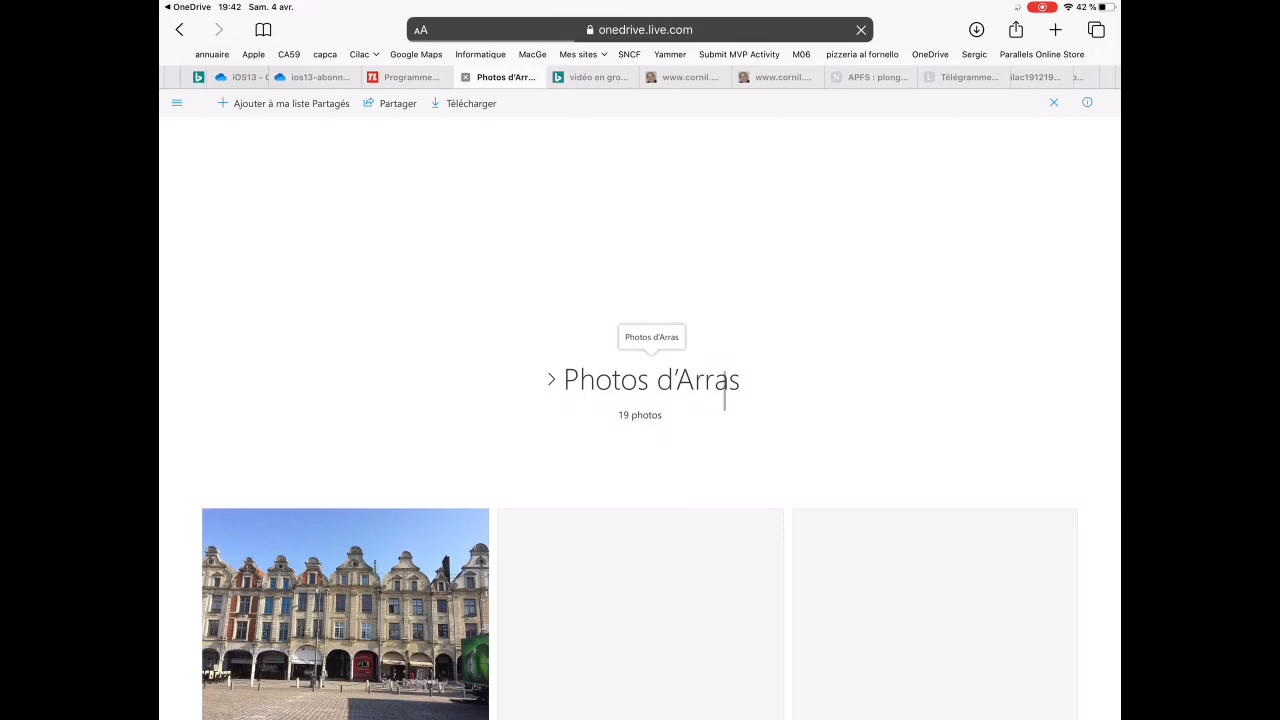 OneDrive 19:42 Sam. 4 avr. 42 %
AA onedrive.live.com
annuaire Apple CA59 capca Cilac Google Maps Informatique MacGe Mes sites SNCF Yammer Submit MVP Activity M06 pizzeria al fornello OneDrive Sergic Parallels Online Store
iOS13 - ios13-abonn... Programme... Photos d'Arr... vidéo en gro... www.cornil.... www.cornil.... APFS : plong... Télégramme... ilac191219...
Ajouter à ma liste Partagés Partager Télécharger
Photos d'Arras
Photos d'Arras
19 photos